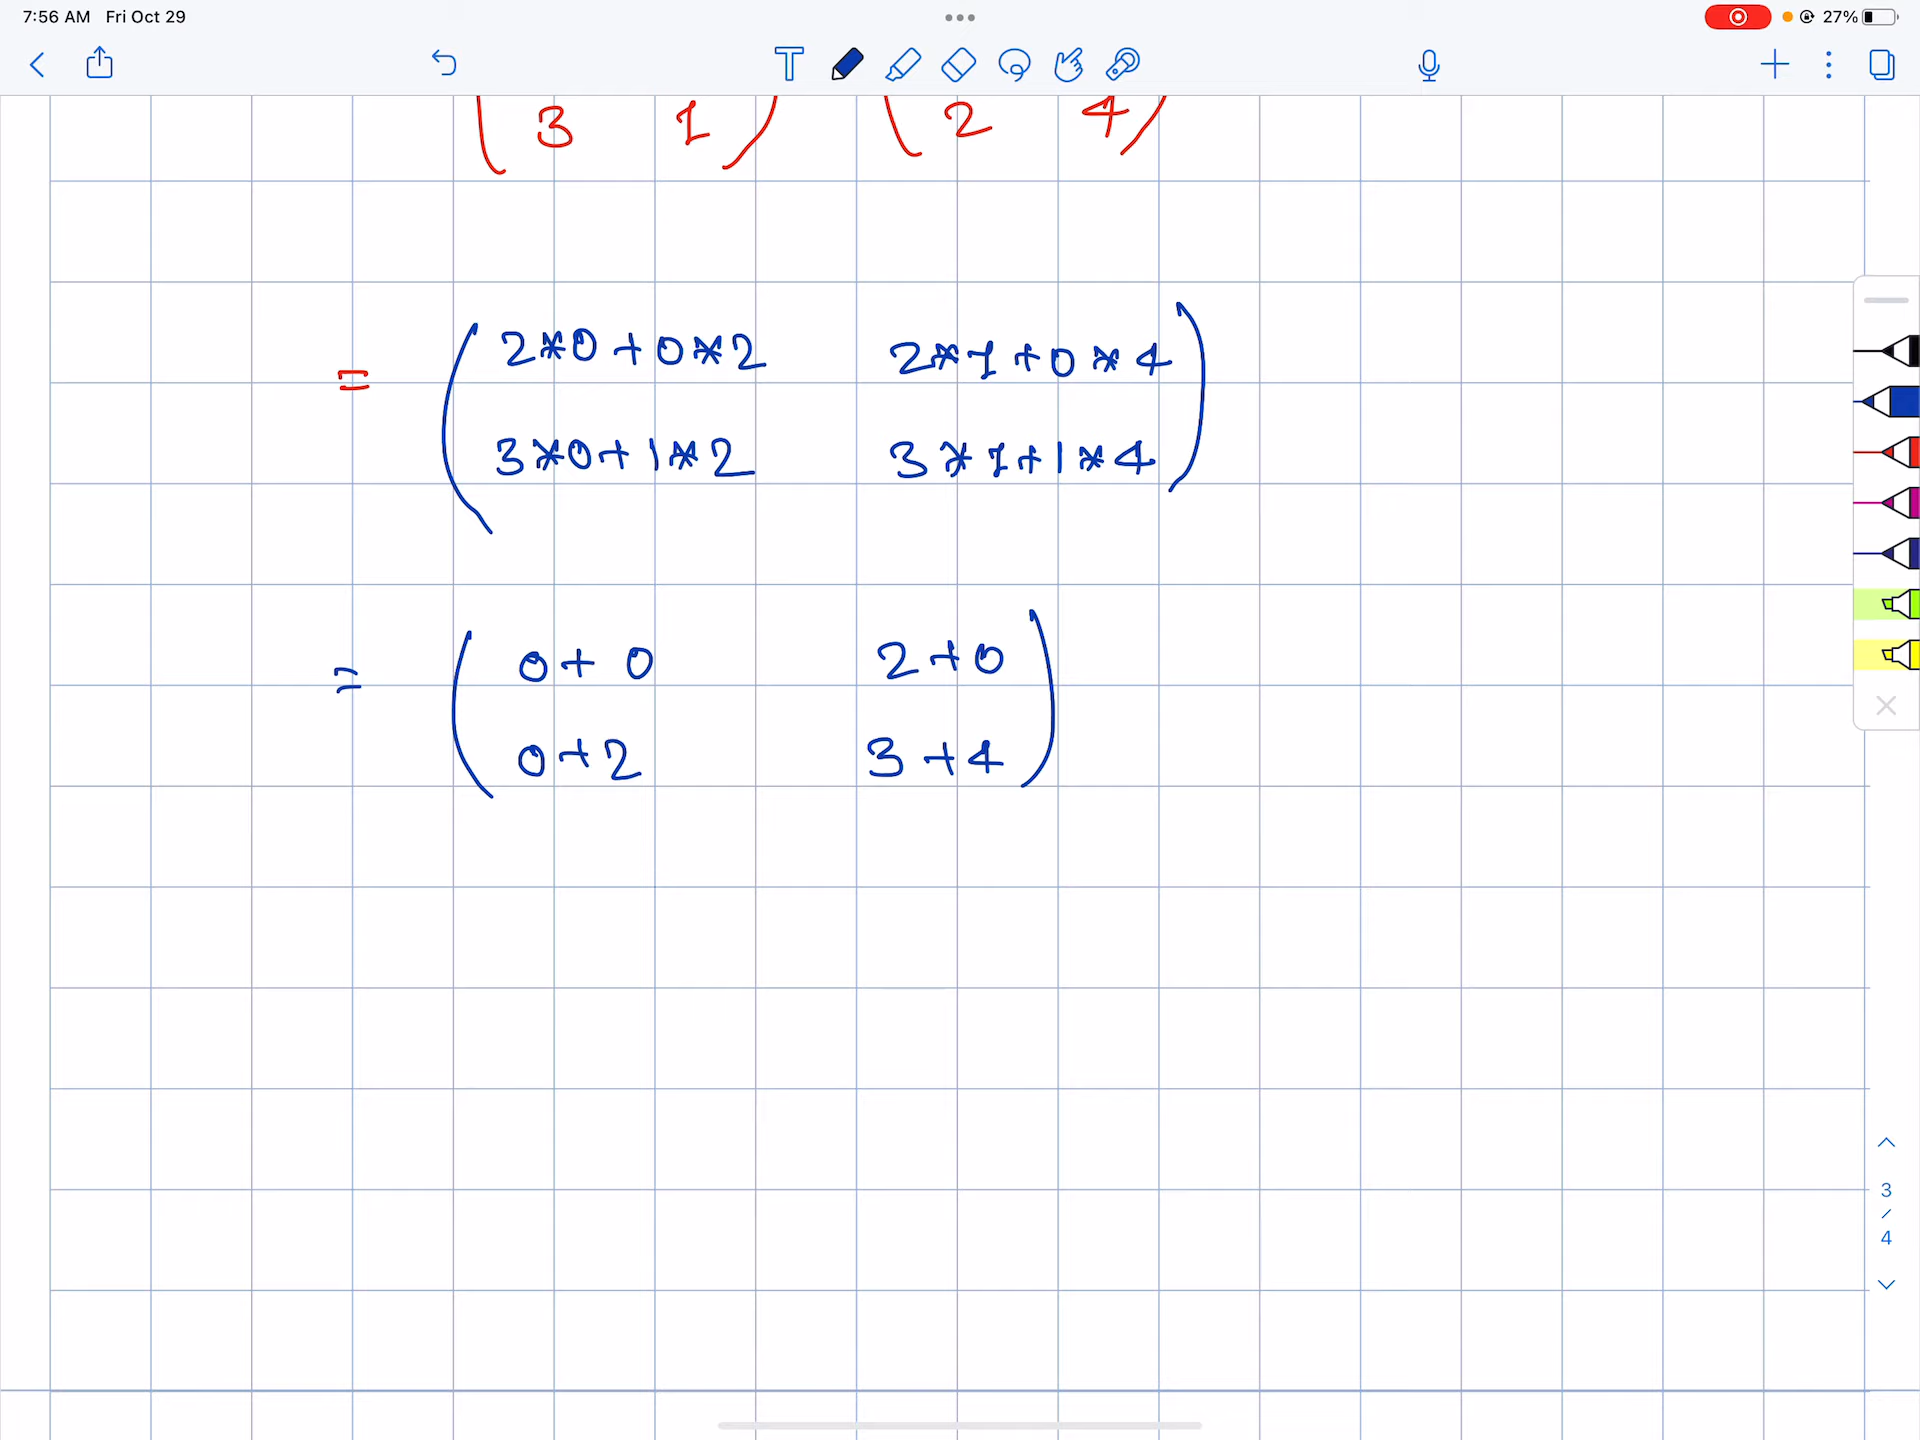 7:56 AM Fri Oct 29
27%
( 3 1 ) ( 2 4 )
= ( 2*0+0*2 2*1+0*4
3*0+1*2 3*1+1*4 )
= ( 0+0 2+0
0+2 3+4 )
3
/
4